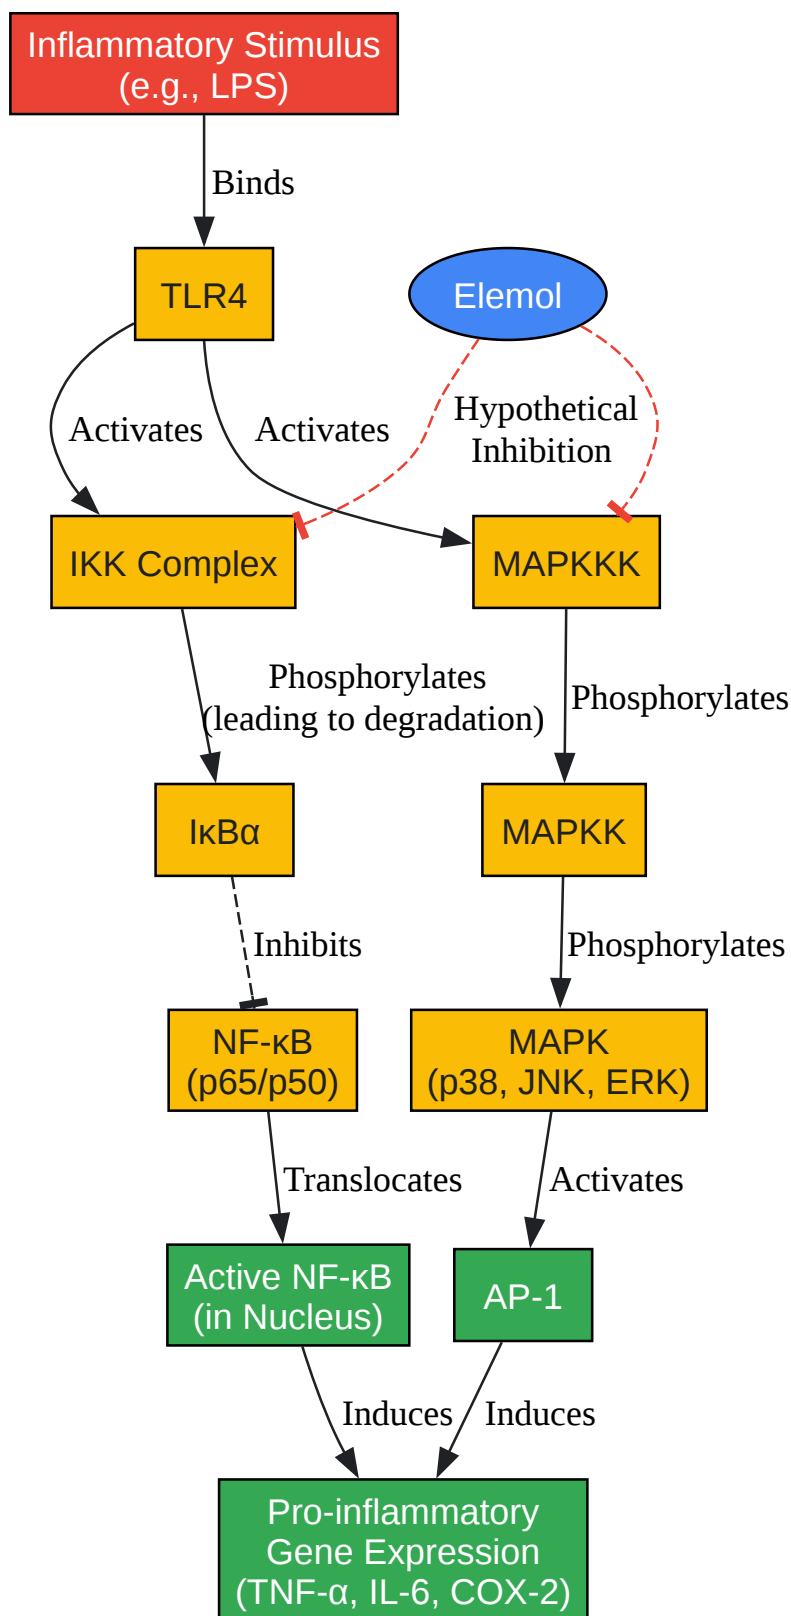 Inflammatory Stimulus
(e.g., LPS)
Binds
TLR4
Elemol
Activates
Activates
Hypothetical
Inhibition
IKK Complex
MAPKKK
Phosphorylates
(leading to degradation)
Phosphorylates
IκBα
MAPKK
Inhibits
Phosphorylates
NF-κB
(p65/p50)
MAPK
(p38, JNK, ERK)
Translocates
Activates
Active NF-κB
(in Nucleus)
AP-1
Induces
Induces
Pro-inflammatory
Gene Expression
(TNF-α, IL-6, COX-2)